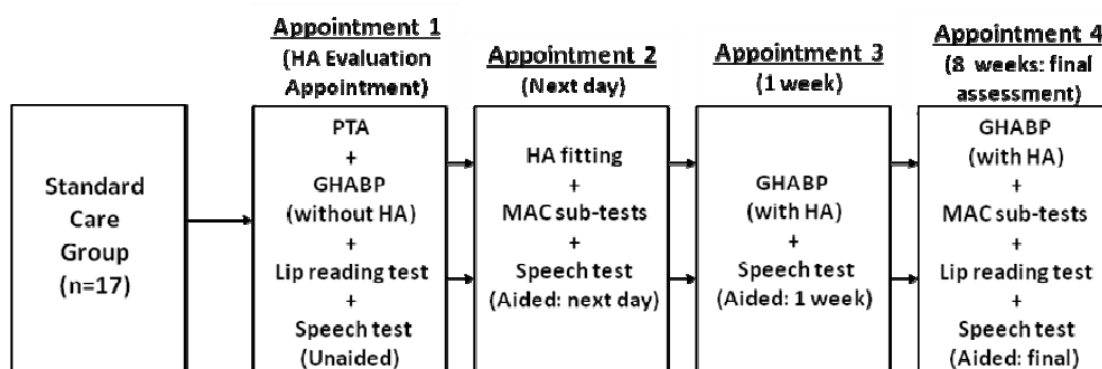 Appointment 1
(HA Evaluation
Appointment)
Appointment 2
(Next day)
Appointment 3
(1 week)
Appointment 4
(8 weeks: final
assessment)
Standard
Care
Group
(n=17)
PTA
+
GHABP
(without HA)
+
Lip reading test
+
Speech test
(Unaided)
HA fitting
+
MAC sub-tests
+
Speech test
(Aided: next day)
GHABP
(with HA)
+
Speech test
(Aided: 1 week)
GHABP
(with HA)
+
MAC sub-tests
+
Lip reading test
+
Speech test
(Aided: final)